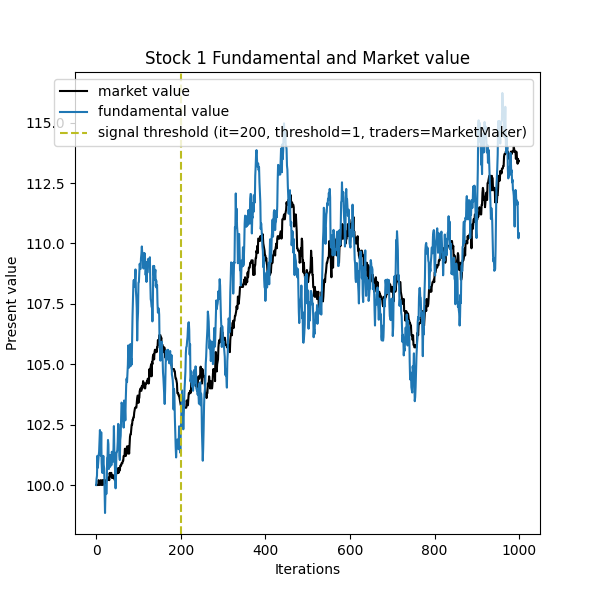 Stock 1 Fundamental and Market value
market value
fundamental value
signal threshold (it=200, threshold=1, traders=MarketMaker)
115.0
112.5
110.0
107.5
105.0
102.5
100.0
Present value
0 200 400 600 800 1000
Iterations